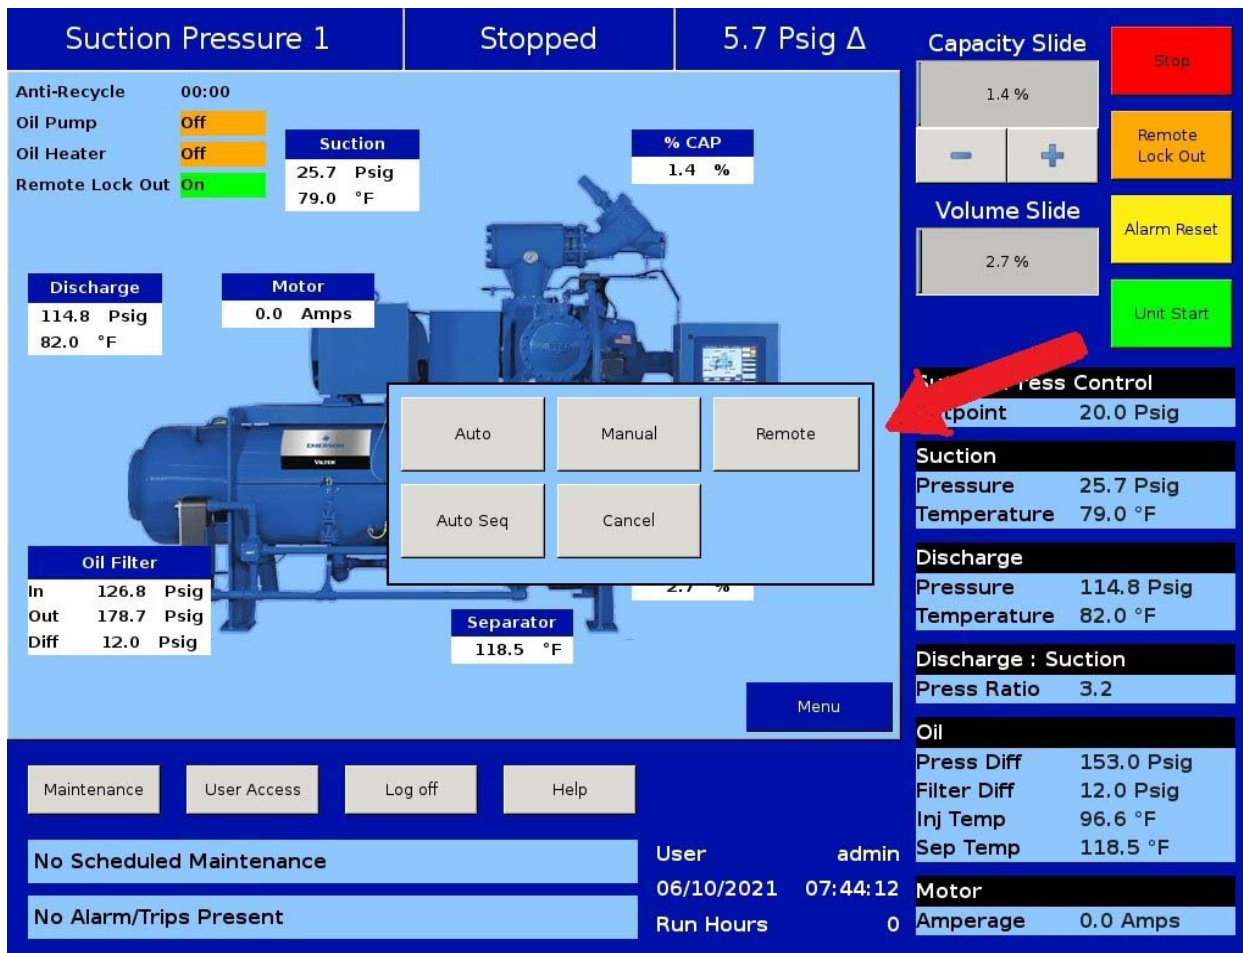 Suction Pressure 1
Stopped
5.7 Psig Δ
Anti-Recycle 00:00
Oil Pump Off
Oil Heater Off
Remote Lock Out On
Suction
25.7 Psig
79.0 °F
% CAP
1.4 %
Discharge
114.8 Psig
82.0 °F
Motor
0.0 Amps
EMERSON
VILTER
Auto
Manual
Remote
Auto Seq
Cancel
Oil Filter
In 126.8 Psig
Out 178.7 Psig
Diff 12.0 Psig
2.7 %
Separator
118.5 °F
Menu
Maintenance
User Access
Log off
Help
No Scheduled Maintenance
No Alarm/Trips Present
User admin
06/10/2021 07:44:12
Run Hours 0
Capacity Slide
1.4 %
Volume Slide
2.7 %
Stop
Remote
Lock Out
Alarm Reset
Unit Start
Control
20.0 Psig
Suction
Pressure 25.7 Psig
Temperature 79.0 °F
Discharge
Pressure 114.8 Psig
Temperature 82.0 °F
Discharge : Suction
Press Ratio 3.2
Oil
Press Diff 153.0 Psig
Filter Diff 12.0 Psig
Inj Temp 96.6 °F
Sep Temp 118.5 °F
Motor
Amperage 0.0 Amps